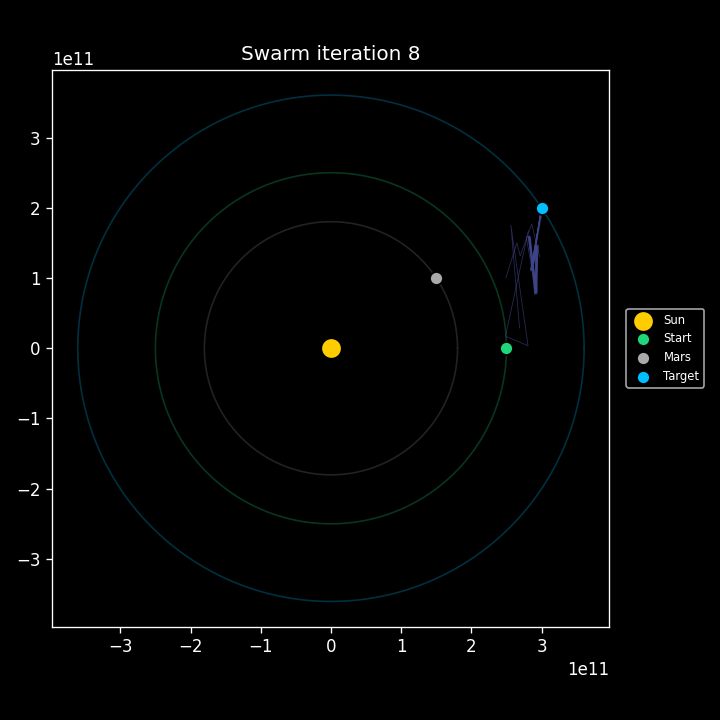 Swarm iteration 8
1e11
3
2
1
0
−1
−2
−3
−3 −2 −1 0 1 2 3
1e11
Sun
Start
Mars
Target